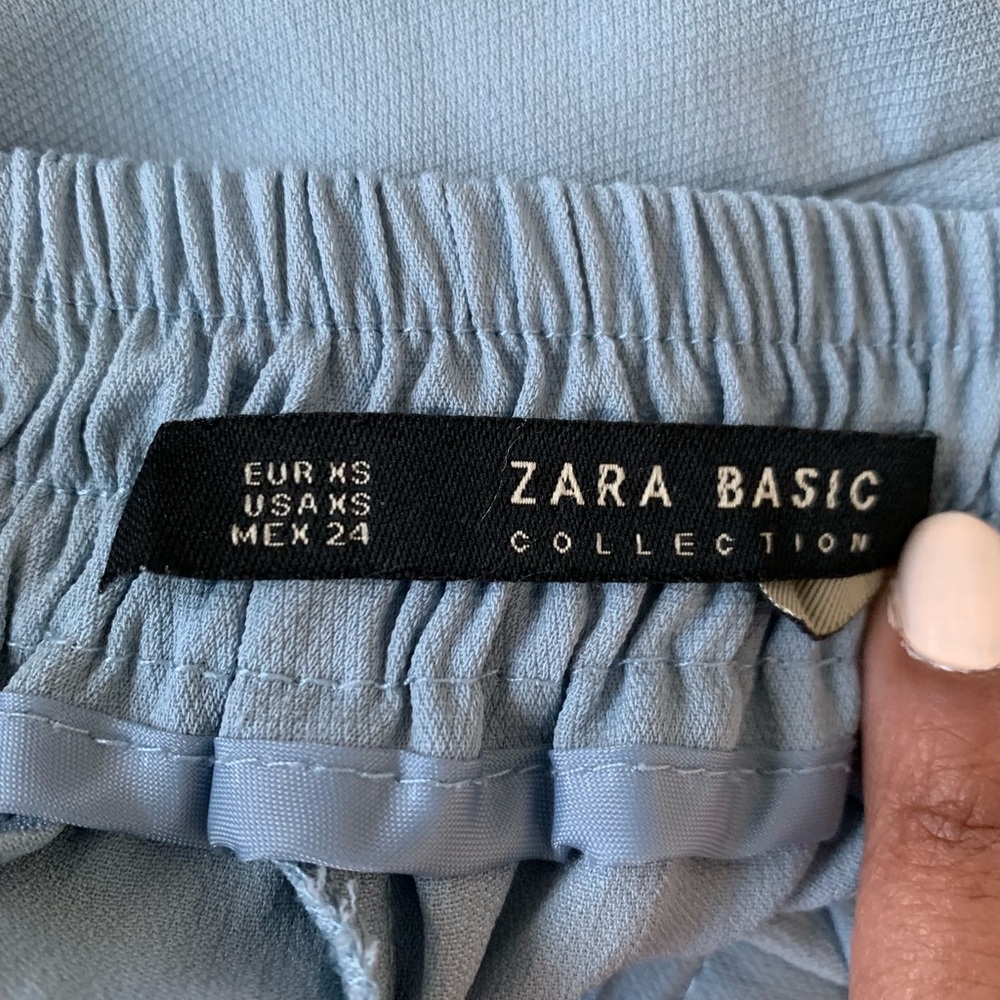 EUR XS
USA XS
MEX 24
ZARA BASIC
COLLECTION